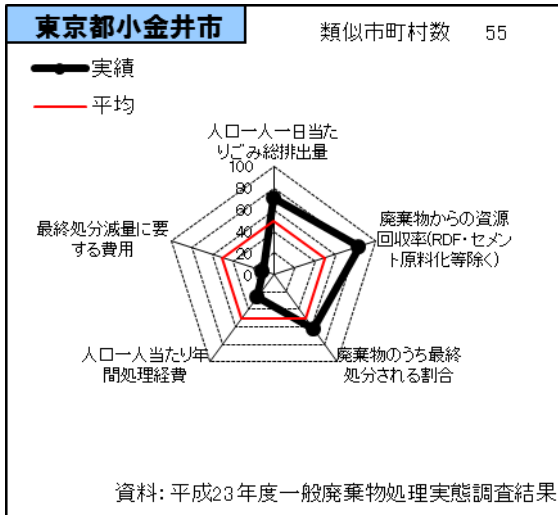 東京都小金井市
類似市町村数 55
実績
平均
人口一人一日当た
りごみ総排出量
100
80
60
40
20
0
廃棄物からの資源
回収率(RDF・セメン
ト原料化等除く)
最終処分減量に要
する費用
人口一人当たり年
間処理経費
廃棄物のうち最終
処分される割合
資料:平成23年度一般廃棄物処理実態調査結果